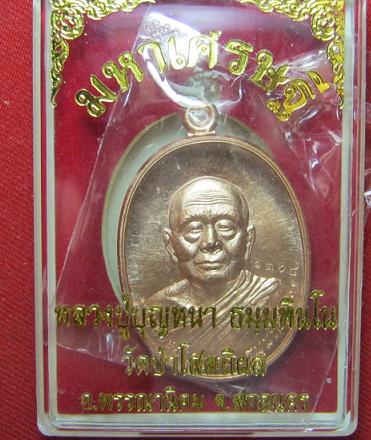 มหาเศรษฐี
หลวงปู่บุญหนา ธมฺมทินโน
วัดป่าโสตถิผล
อ.พรรณานิคม จ.สกลนคร